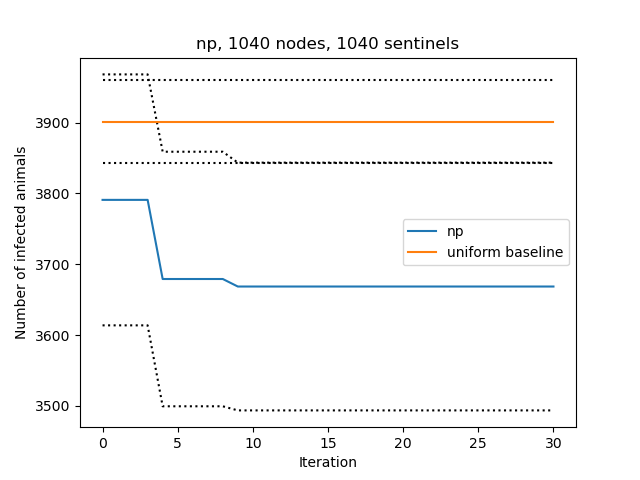 np, 1040 nodes, 1040 sentinels
3900
3800
3700
3600
3500
Number of infected animals
np
uniform baseline
0 5 10 15 20 25 30
Iteration